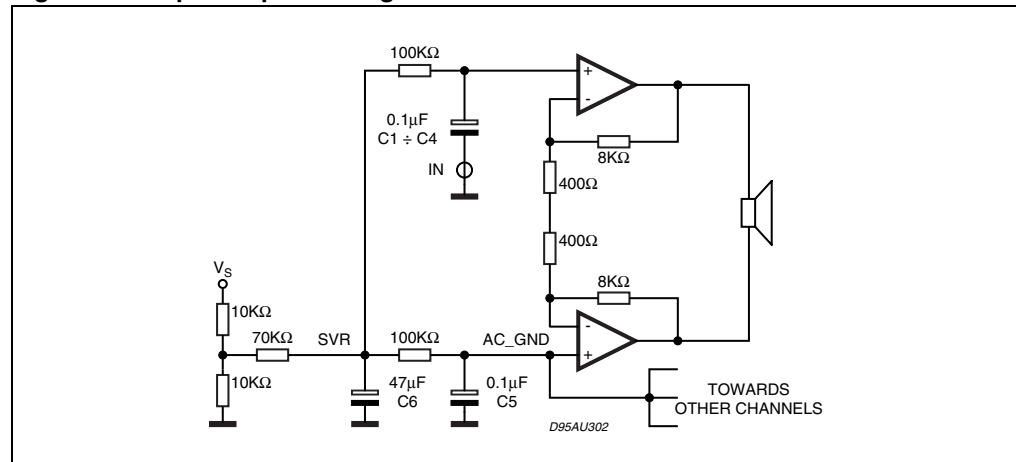 100KΩ
+
-
0.1μF
C1 ÷ C4
8KΩ
IN
400Ω
400Ω
8KΩ
VS
10KΩ
70KΩ
SVR
100KΩ
AC_GND
-
+
10KΩ
47μF
C6
0.1μF
C5
TOWARDS
OTHER CHANNELS
D95AU302